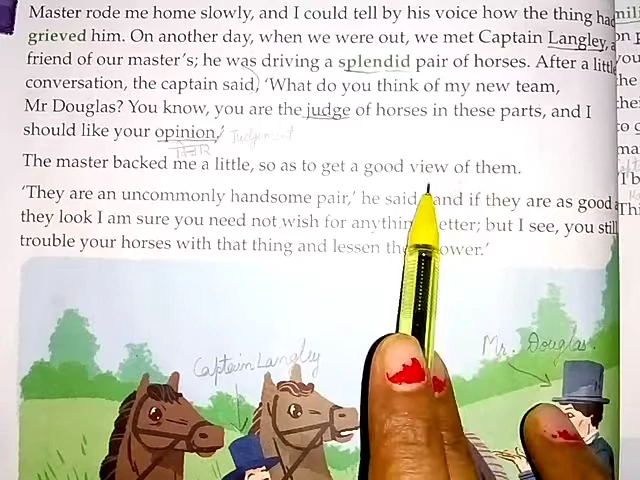 Master rode me home slowly, and I could tell by his voice how the thing had
grieved him. On another day, when we were out, we met Captain Langley, a
friend of our master's; he was driving a splendid pair of horses. After a little
conversation, the captain said, 'What do you think of my new team,
Mr Douglas? You know, you are the judge of horses in these parts, and I
should like your opinion.' Judgement
विचार
The master backed me a little, so as to get a good view of them.
'They are an uncommonly handsome pair,' he said, and if they are as good
they look I am sure you need not wish for anything etter; but I see, you still
trouble your horses with that thing and lessen the ower.'
Captain Langley
Mr. Douglas.